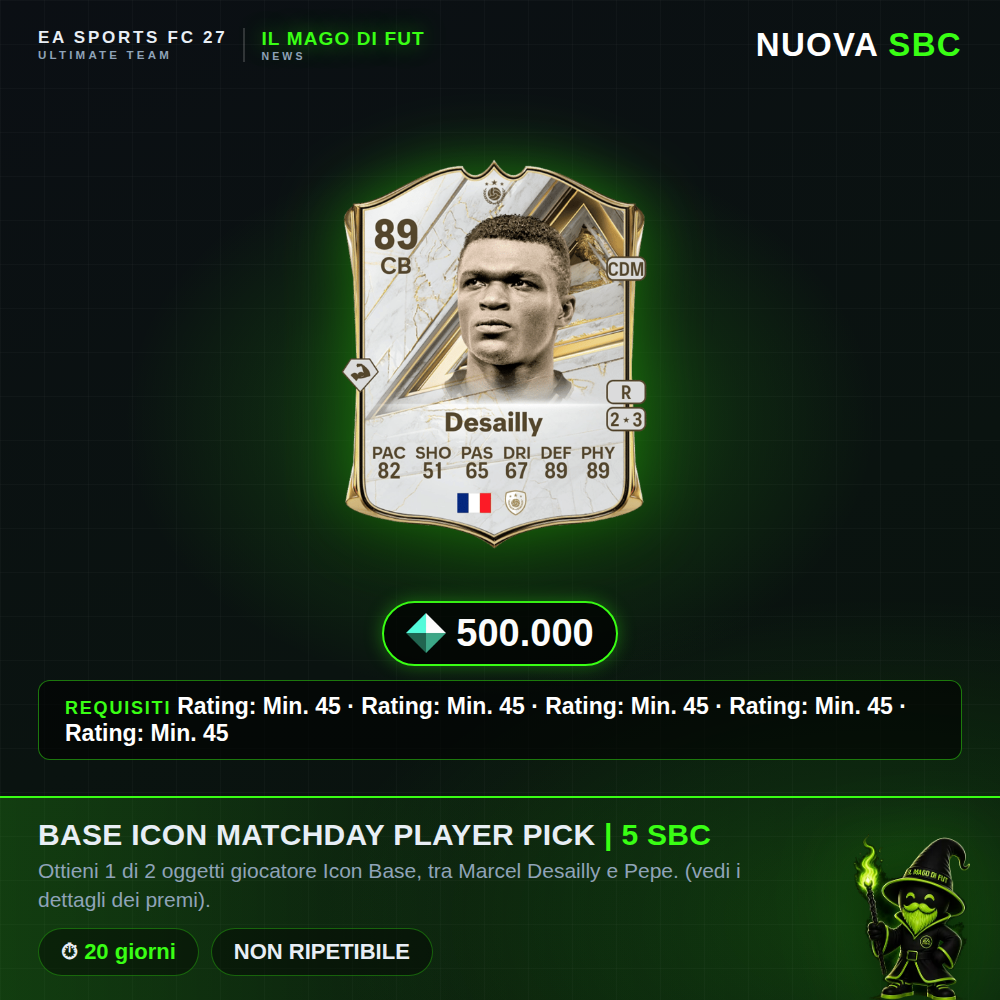 EA SPORTS FC 27
ULTIMATE TEAM
IL MAGO DI FUT
NEWS
NUOVA SBC
89
CB
CDM
R
2 ★ 3
Desailly
PAC SHO PAS DRI DEF PHY
82 51 65 67 89 89
500.000
REQUISITI Rating: Min. 45 · Rating: Min. 45 · Rating: Min. 45 · Rating: Min. 45 ·
Rating: Min. 45
BASE ICON MATCHDAY PLAYER PICK | 5 SBC
Ottieni 1 di 2 oggetti giocatore Icon Base, tra Marcel Desailly e Pepe. (vedi i
dettagli dei premi).
20 giorni
NON RIPETIBILE
IL MAGO DI FUT